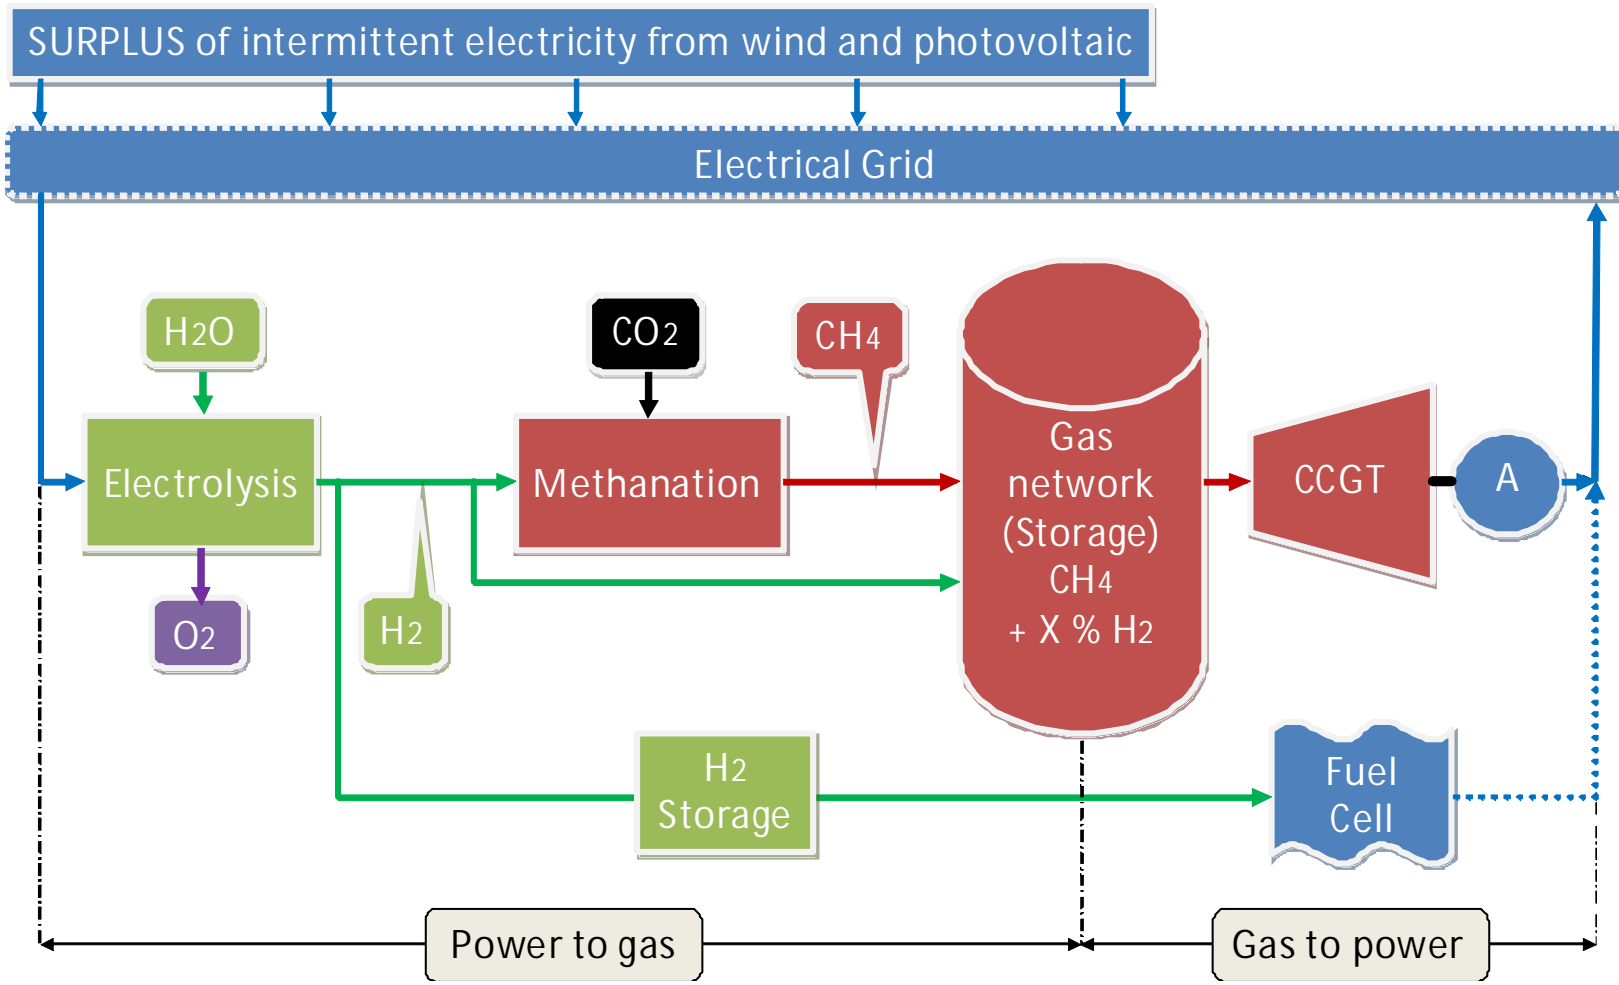 SURPLUS of intermittent electricity from wind and photovoltaic
Electrical Grid
H2O
CO2
CH4
Electrolysis
Methanation
Gas
network
(Storage)
CH4
+ X % H2
CCGT
A
O2
H2
H2
Storage
Fuel
Cell
Power to gas
Gas to power